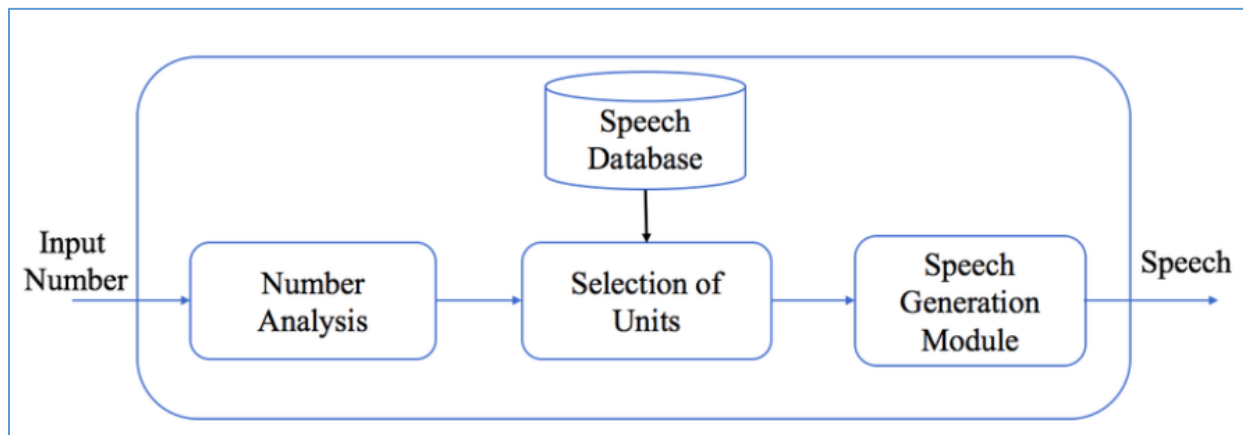 Speech
Database
Input
Number
Number
Analysis
Selection of
Units
Speech
Generation
Module
Speech